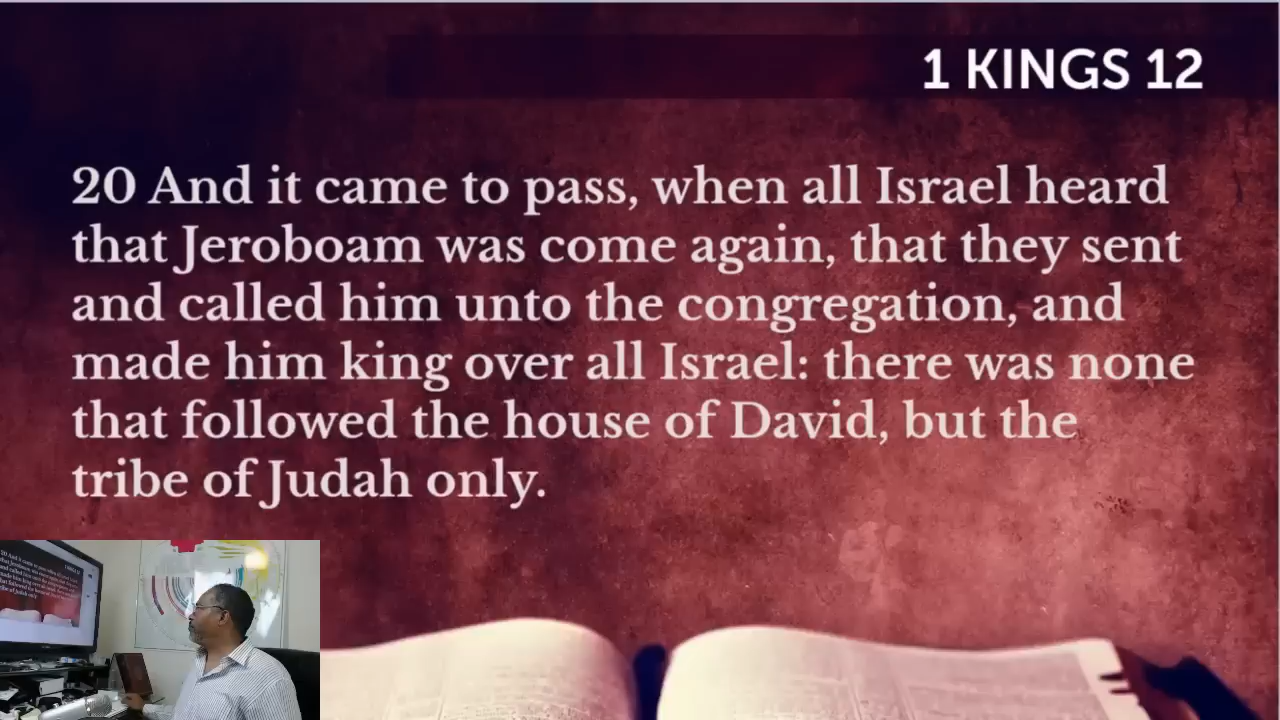 1 KINGS 12
20 And it came to pass, when all Israel heard
that Jeroboam was come again, that they sent
and called him unto the congregation, and
made him king over all Israel: there was none
that followed the house of David, but the
tribe of Judah only.